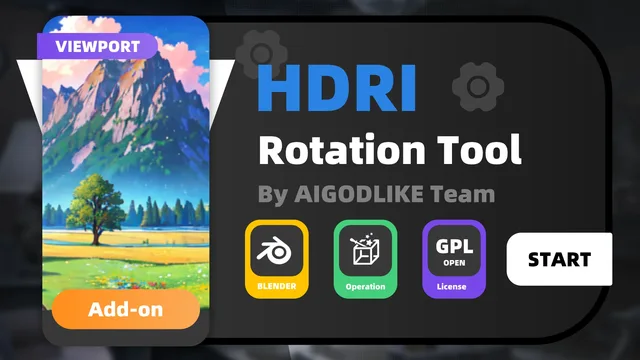 VIEWPORT
HDRI
Rotation Tool
By AIGODLIKE Team
GPL
OPEN
BLENDER
Operation
License
START
Add-on